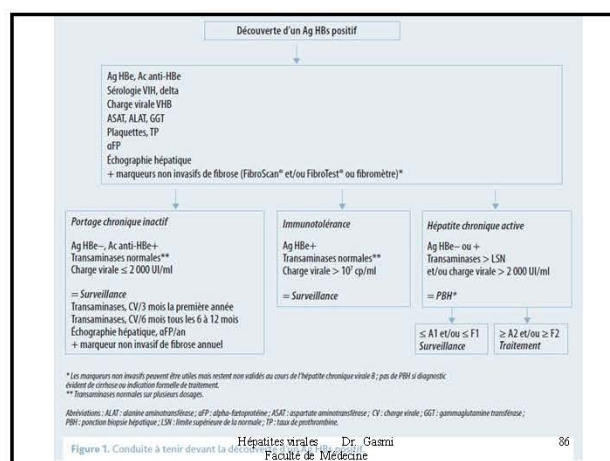 Découverte d'un Ag HBs positif
Ag HBe, Ac anti-HBe
Sérologie VIH, delta
Charge virale VHB
ASAT, ALAT, GGT
Plaquettes, TP
αFP
Échographie hépatique
+ marqueurs non invasifs de fibrose (FibroScan® et/ou FibroTest® ou fibromètre)*
Portage chronique inactif
Ag HBe–, Ac anti-HBe+
Transaminases normales**
Charge virale ≤ 2 000 UI/ml
= Surveillance
Transaminases, CV/3 mois la première année
Transaminases, CV/6 mois tous les 6 à 12 mois
Échographie hépatique, αFP/an
+ marqueur non invasif de fibrose annuel
Immunotolérance
Ag HBe+
Transaminases normales**
Charge virale > 10⁷ cp/ml
= Surveillance
Hépatite chronique active
Ag HBe– ou +
Transaminases > LSN
et/ou charge virale > 2 000 UI/ml
= PBH*
≤ A1 et/ou ≤ F1
Surveillance
≥ A2 et/ou ≥ F2
Traitement
* Les marqueurs non invasifs peuvent être utiles mais restent non validés au cours de l'hépatite chronique virale B ; pas de PBH si diagnostic
évident de cirrhose ou indication formelle de traitement.
** Transaminases normales sur plusieurs dosages.
Abréviations : ALAT : alanine aminotransférase ; αFP : alpha-fœtoprotéine ; ASAT : aspartate aminotransférase ; CV : charge virale ; GGT : gammaglutamine transférase ;
PBH : ponction biopsie hépatique ; LSN : limite supérieure de la normale ; TP : taux de prothrombine.
Figure 1. Conduite à tenir devant la découverte d'un Ag HBs positif
Hépatites virales Dr. Gasmi
Faculté de Médecine
86